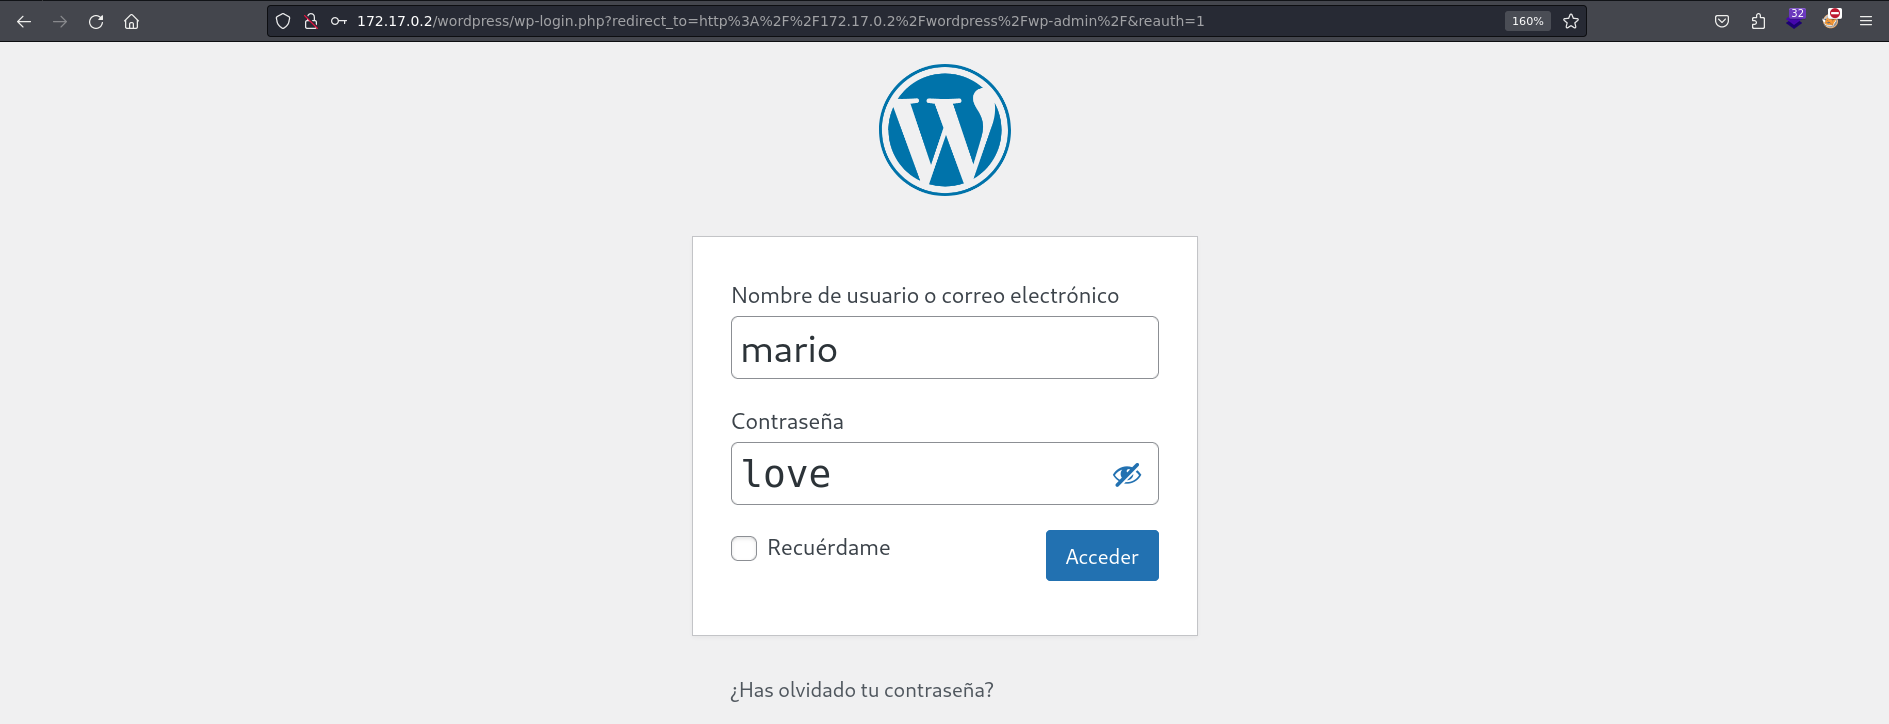 172.17.0.2/wordpress/wp-login.php?redirect_to=http%3A%2F%2F172.17.0.2%2Fwordpress%2Fwp-admin%2F&reauth=1 160% 32
Nombre de usuario o correo electrónico
mario
Contraseña
love
Recuérdame Acceder
¿Has olvidado tu contraseña?